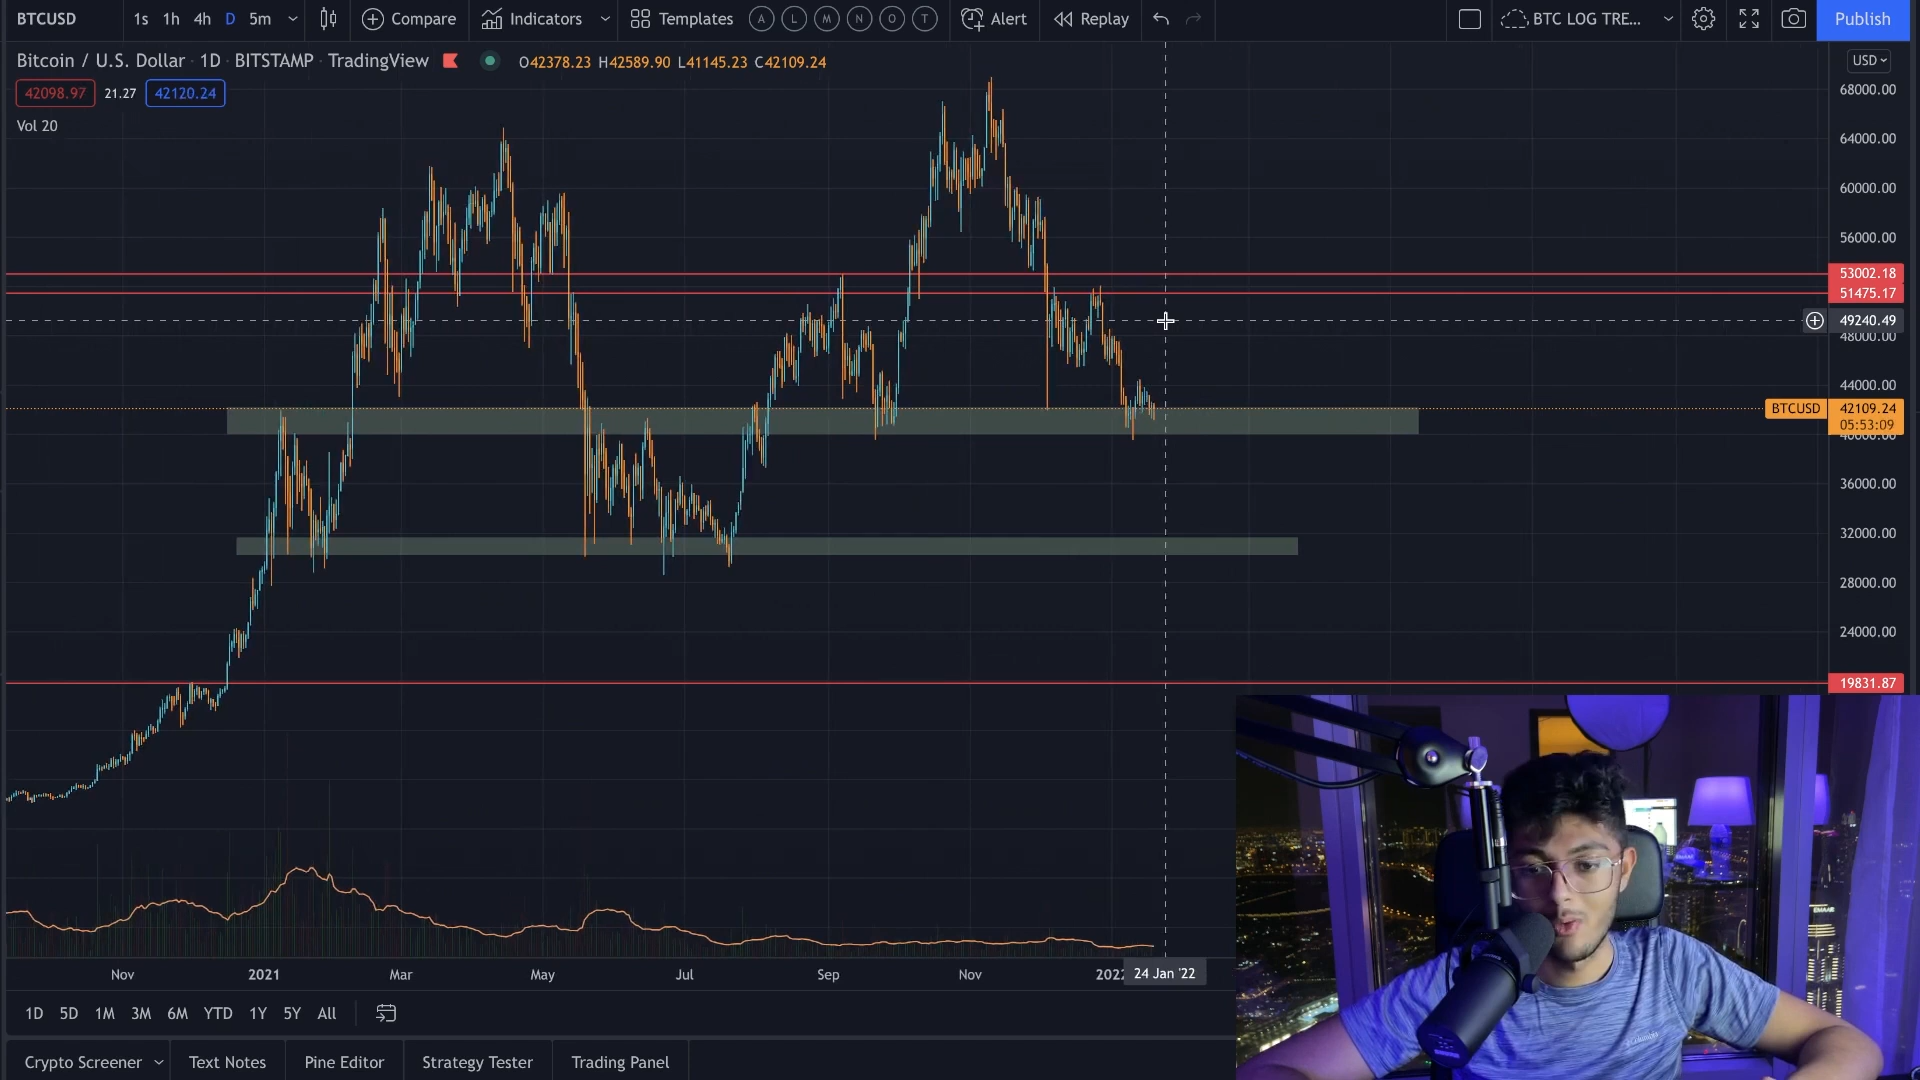 BTCUSD 1s 1h 4h D 5m Compare Indicators Templates A L M N O T Alert Replay BTC LOG TRE... Publish
Bitcoin / U.S. Dollar · 1D · BITSTAMP · TradingView O42378.23 H42589.90 L41145.23 C42109.24 USD
42098.97 21.27 42120.24
Vol 20
68000.00
64000.00
60000.00
56000.00
53002.18
51475.17
49240.49
48000.00
44000.00
BTCUSD 42109.24
05:53:09
40000.00
36000.00
32000.00
28000.00
24000.00
19831.87
Nov 2021 Mar May Jul Sep Nov 2022 24 Jan '22
1D 5D 1M 3M 6M YTD 1Y 5Y All
Crypto Screener Text Notes Pine Editor Strategy Tester Trading Panel
EMAAR
Columbia